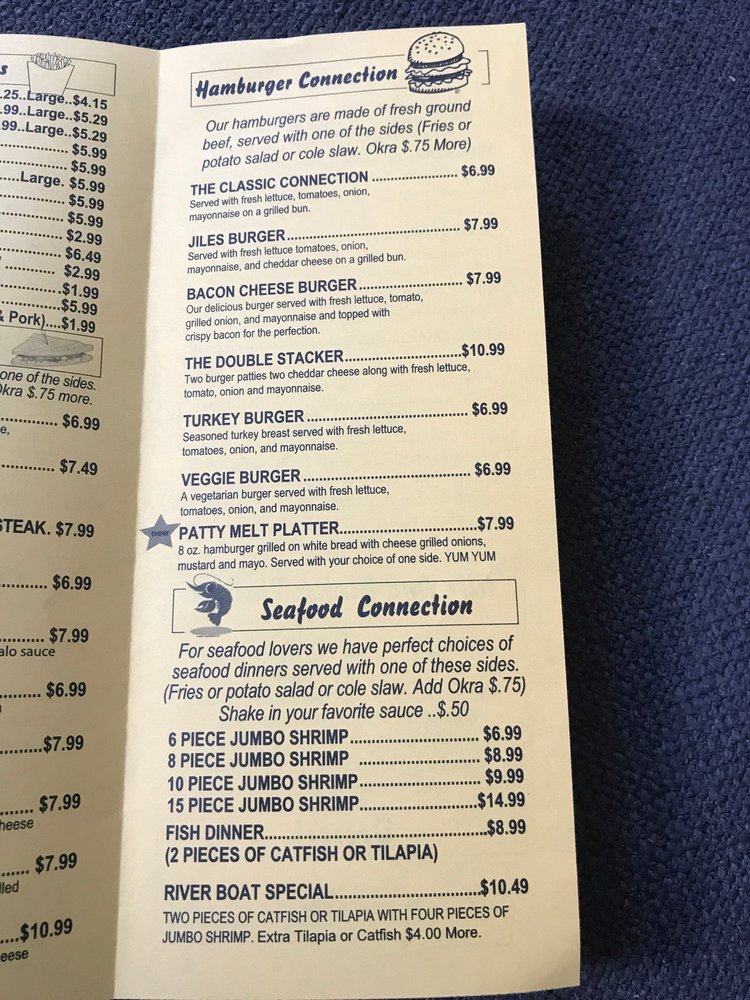 s
.25..Large..$4.15
.99..Large..$5.29
.99..Large..$5.29
$5.99
$5.99
Large. $5.99
$5.99
$5.99
$2.99
$6.49
$2.99
$1.99
$5.99
& Pork)....$1.99
one of the sides.
Okra $.75 more.
$6.99
e,
$7.49
STEAK. $7.99
$6.99
$7.99
alo sauce
$6.99
$7.99
$7.99
heese
$7.99
lled
$10.99
eese
Hamburger Connection
Our hamburgers are made of fresh ground
beef, served with one of the sides (Fries or
potato salad or cole slaw. Okra $.75 More)
THE CLASSIC CONNECTION .................... $6.99
Served with fresh lettuce, tomatoes, onion,
mayonnaise on a grilled bun.
JILES BURGER ........................................ $7.99
Served with fresh lettuce tomatoes, onion,
mayonnaise, and cheddar cheese on a grilled bun.
BACON CHEESE BURGER ........................ $7.99
Our delicious burger served with fresh lettuce, tomato,
grilled onion, and mayonnaise and topped with
crispy bacon for the perfection.
THE DOUBLE STACKER...........................$10.99
Two burger patties two cheddar cheese along with fresh lettuce,
tomato, onion and mayonnaise.
TURKEY BURGER ..................................... $6.99
Seasoned turkey breast served with fresh lettuce,
tomatoes, onion, and mayonnaise.
VEGGIE BURGER ...................................... $6.99
A vegetarian burger served with fresh lettuce,
tomatoes, onion, and mayonnaise.
new PATTY MELT PLATTER...............................$7.99
8 oz. hamburger grilled on white bread with cheese grilled onions,
mustard and mayo. Served with your choice of one side. YUM YUM
Seafood Connection
For seafood lovers we have perfect choices of
seafood dinners served with one of these sides.
(Fries or potato salad or cole slaw. Add Okra $.75)
Shake in your favorite sauce ..$.50
6 PIECE JUMBO SHRIMP ............................. $6.99
8 PIECE JUMBO SHRIMP ........................... $8.99
10 PIECE JUMBO SHRIMP........................... $9.99
15 PIECE JUMBO SHRIMP..........................$14.99
FISH DINNER.................................................$8.99
(2 PIECES OF CATFISH OR TILAPIA)
RIVER BOAT SPECIAL................................$10.49
TWO PIECES OF CATFISH OR TILAPIA WITH FOUR PIECES OF
JUMBO SHRIMP. Extra Tilapia or Catfish $4.00 More.